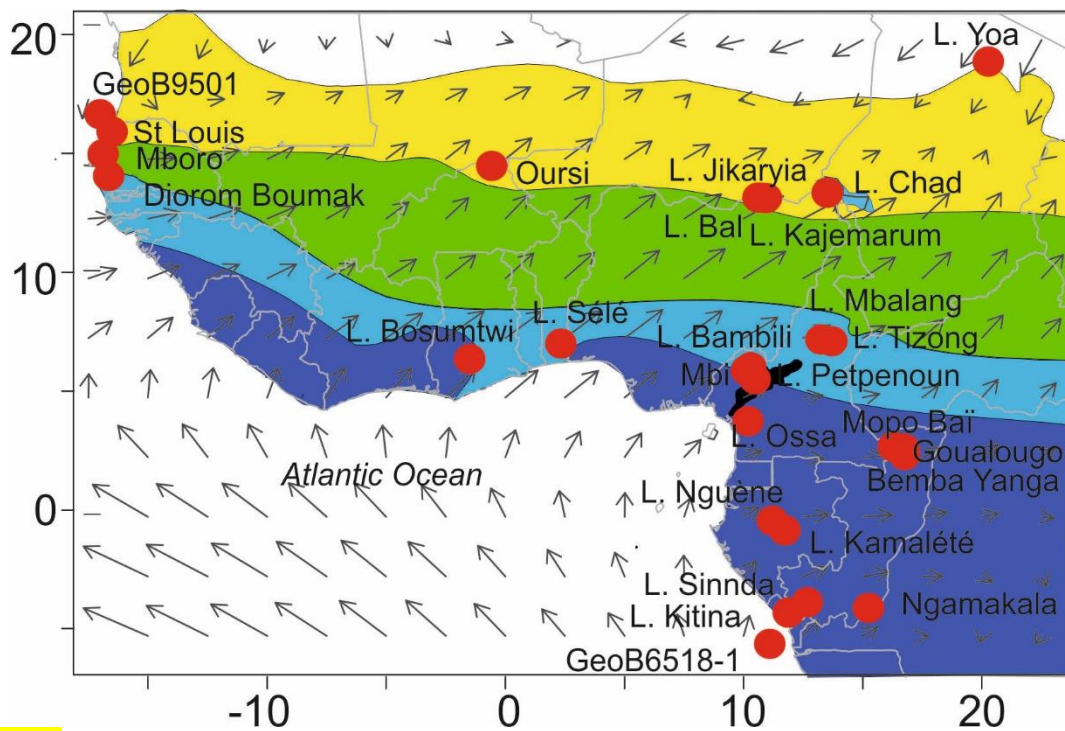 20
L. Yoa
GeoB9501
St Louis
Mboro
Oursi
L. Jikaryia
L. Chad
Diorom Boumak
L. Bal
L. Kajemarum
10
L. Mbalang
L. Sélé
L. Bosumtwi
L. Bambili
L. Tizong
Mbi
L. Petpenoun
Mopo Baï
L. Ossa
Goualougo
Atlantic Ocean
Bemba Yanga
L. Nguène
0
L. Kamalété
L. Sinnda
Ngamakala
L. Kitina
GeoB6518-1
-10
0
10
20